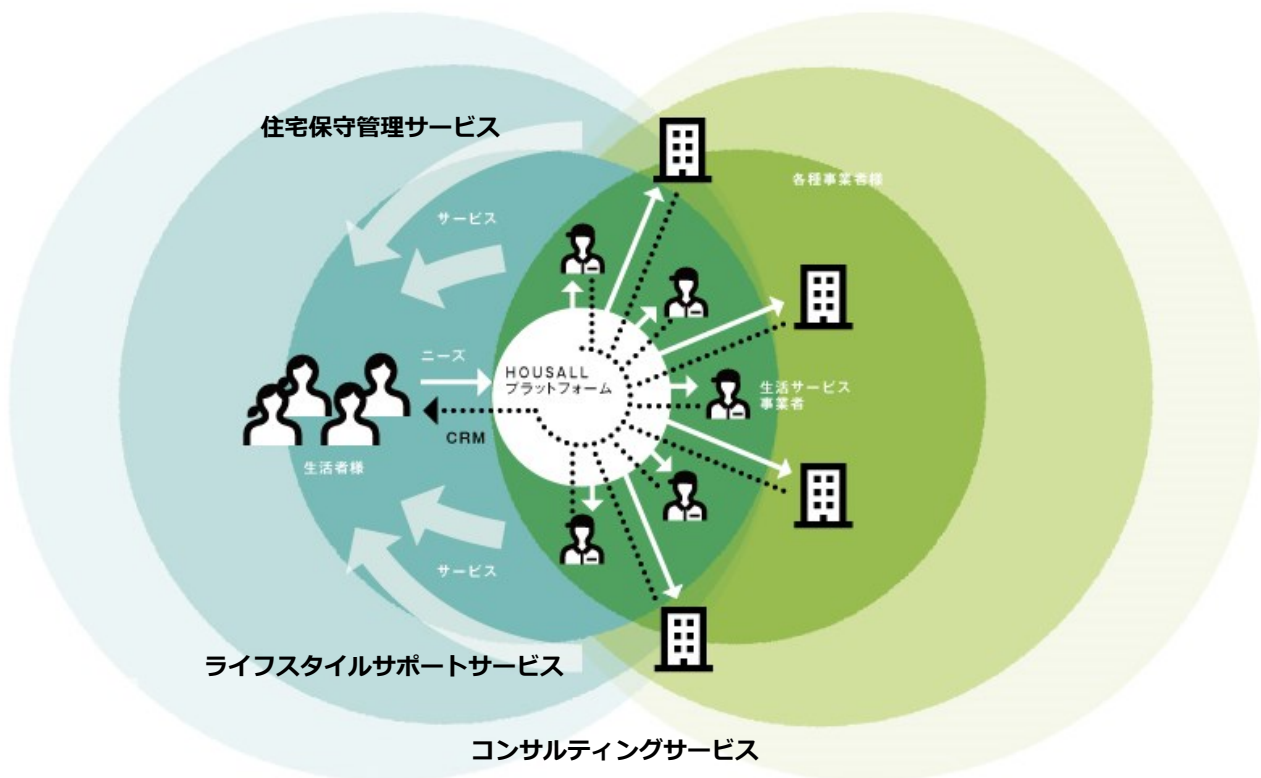 住宅保守管理サービス
各種事業者様
サービス
ニーズ
HOUSALL
プラットフォーム
生活サービス
事業者
CRM
生活者様
サービス
ライフスタイルサポートサービス
コンサルティングサービス